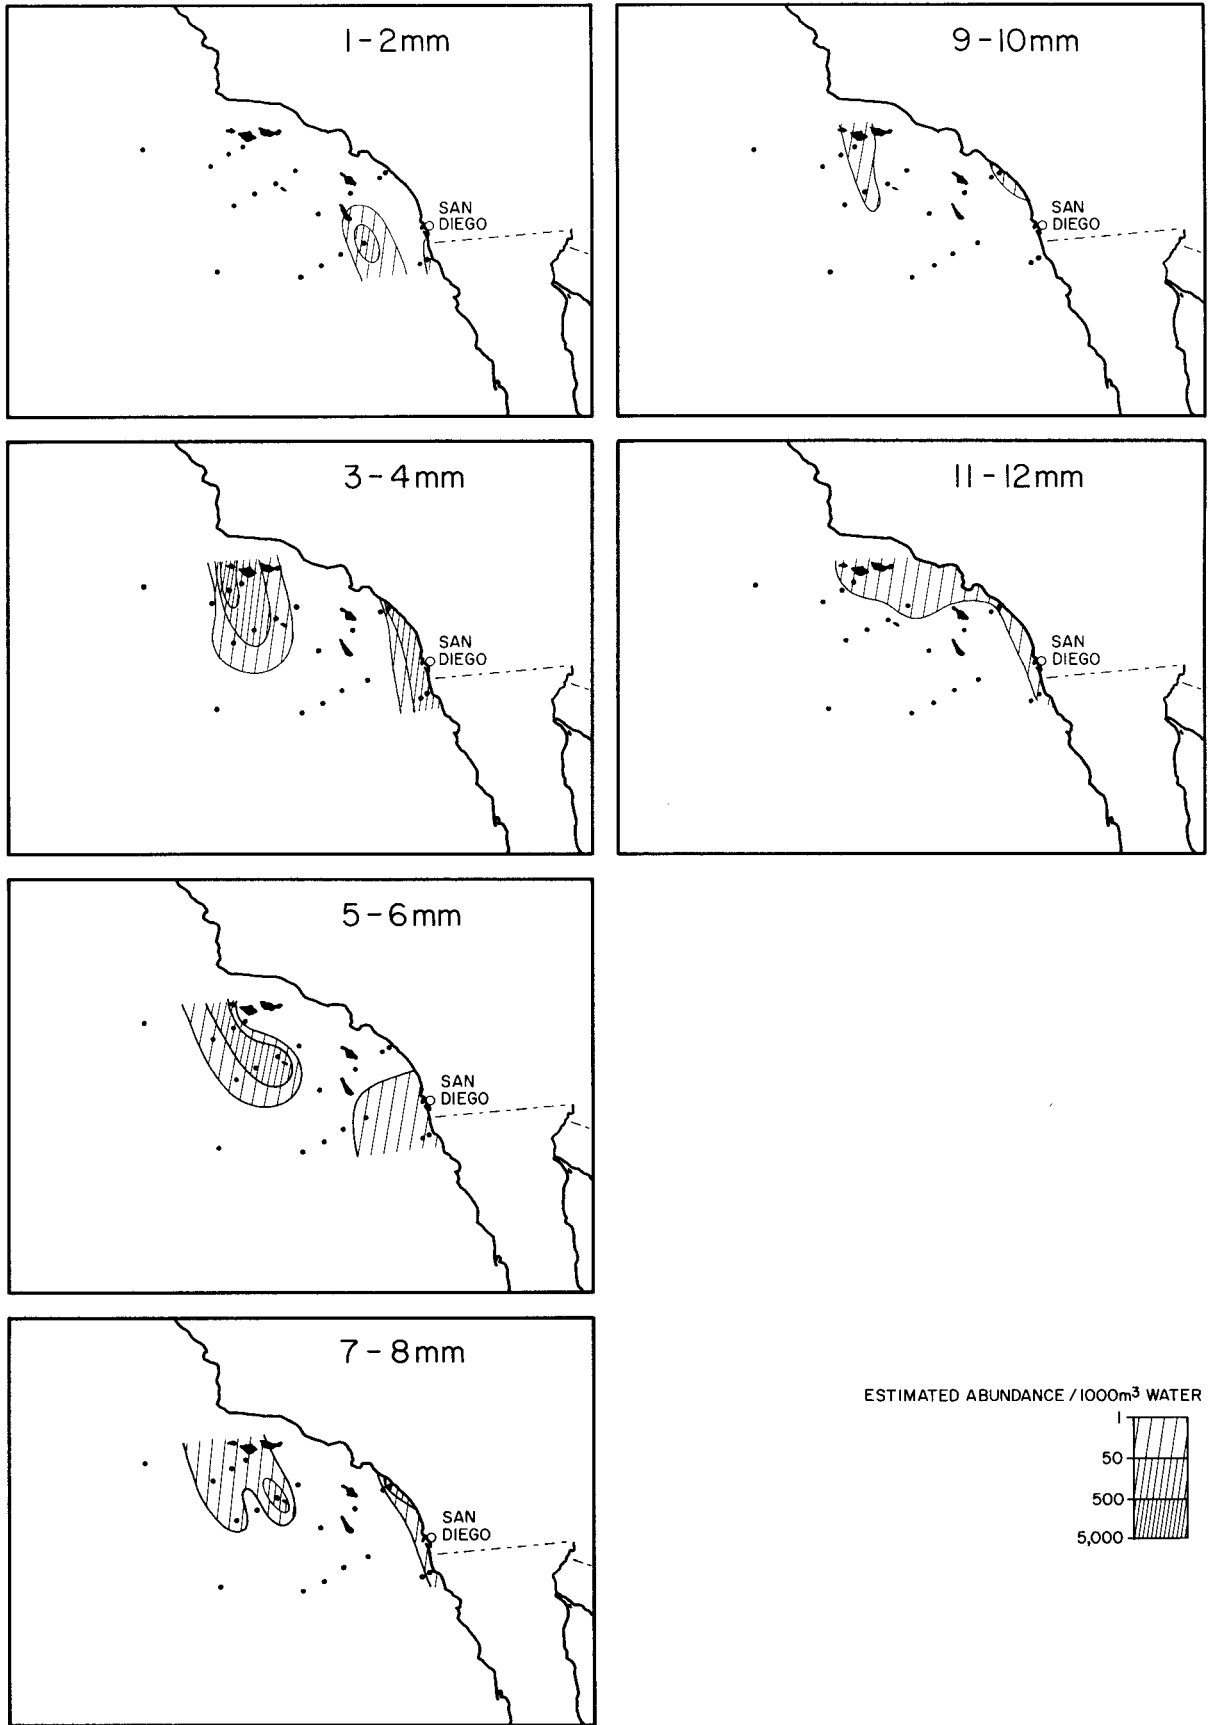 1-2mm
SAN
DIEGO
9-10mm
SAN
DIEGO
3-4mm
SAN
DIEGO
11-12mm
SAN
DIEGO
5-6mm
SAN
DIEGO
7-8mm
SAN
DIEGO
ESTIMATED ABUNDANCE /1000m³ WATER
1
50
500
5,000